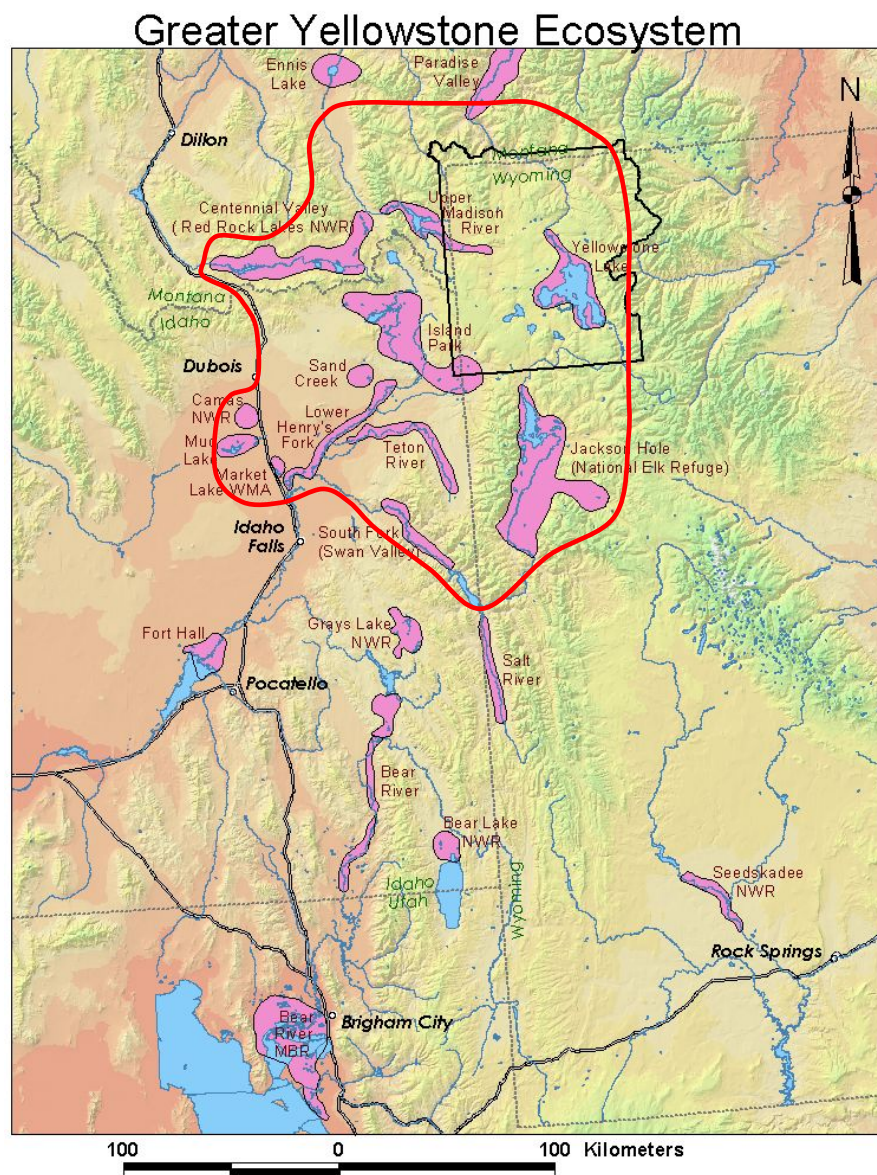 Greater Yellowstone Ecosystem
Ennis
Lake
Paradise
Valley
N
Dillon
Montana
Wyoming
Centennial Valley
(Red Rock Lakes NWR)
Upper
Madison
River
Yellowstone
Lake
Montana
Idaho
Island
Park
Dubois
Sand
Creek
Camas
NWR
Lower
Henry's
Fork
Mud
Lake
Teton
River
Jackson Hole
(National Elk Refuge)
Market
Lake WMA
Idaho
Falls
South Fork
(Swan Valley)
Grays Lake
NWR
Fort Hall
Salt
River
Pocatello
Bear
River
Bear Lake
NWR
Idaho
Utah
Wyoming
Seedskadee
NWR
Rock Springs
Bear
River
MBR
Brigham City
100 0 100 Kilometers